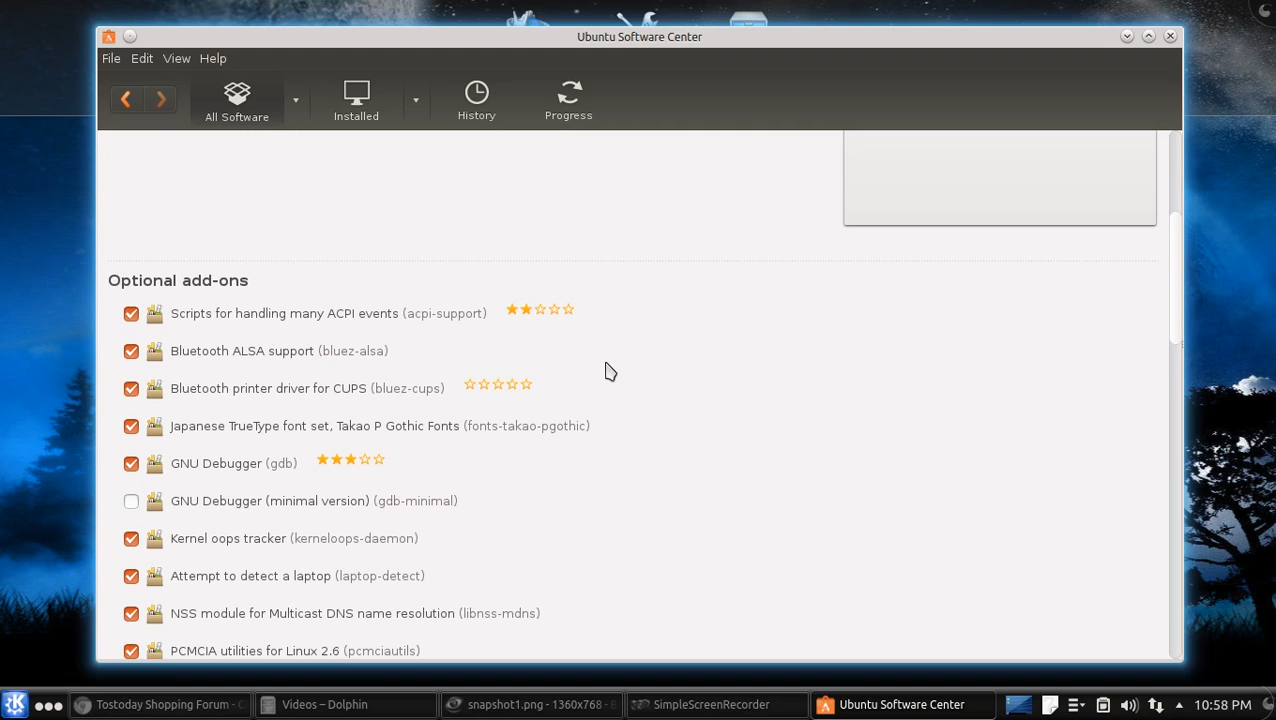 Ubuntu Software Center
File Edit View Help
All Software Installed History Progress
Optional add-ons
Scripts for handling many ACPI events (acpi-support)
Bluetooth ALSA support (bluez-alsa)
Bluetooth printer driver for CUPS (bluez-cups)
Japanese TrueType font set, Takao P Gothic Fonts (fonts-takao-pgothic)
GNU Debugger (gdb)
GNU Debugger (minimal version) (gdb-minimal)
Kernel oops tracker (kerneloops-daemon)
Attempt to detect a laptop (laptop-detect)
NSS module for Multicast DNS name resolution (libnss-mdns)
PCMCIA utilities for Linux 2.6 (pcmciautils)
Tostoday Shopping Forum - C Videos – Dolphin snapshot1.png - 1360x768 - 8 SimpleScreenRecorder Ubuntu Software Center 10:58 PM